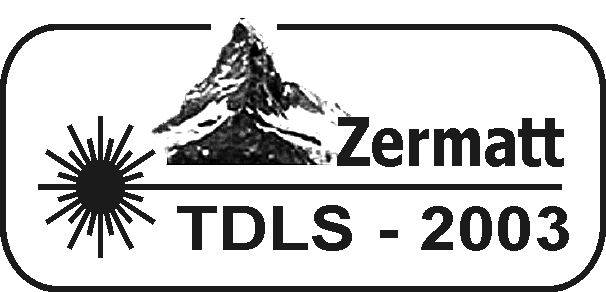 Zermatt
TDLS - 2003